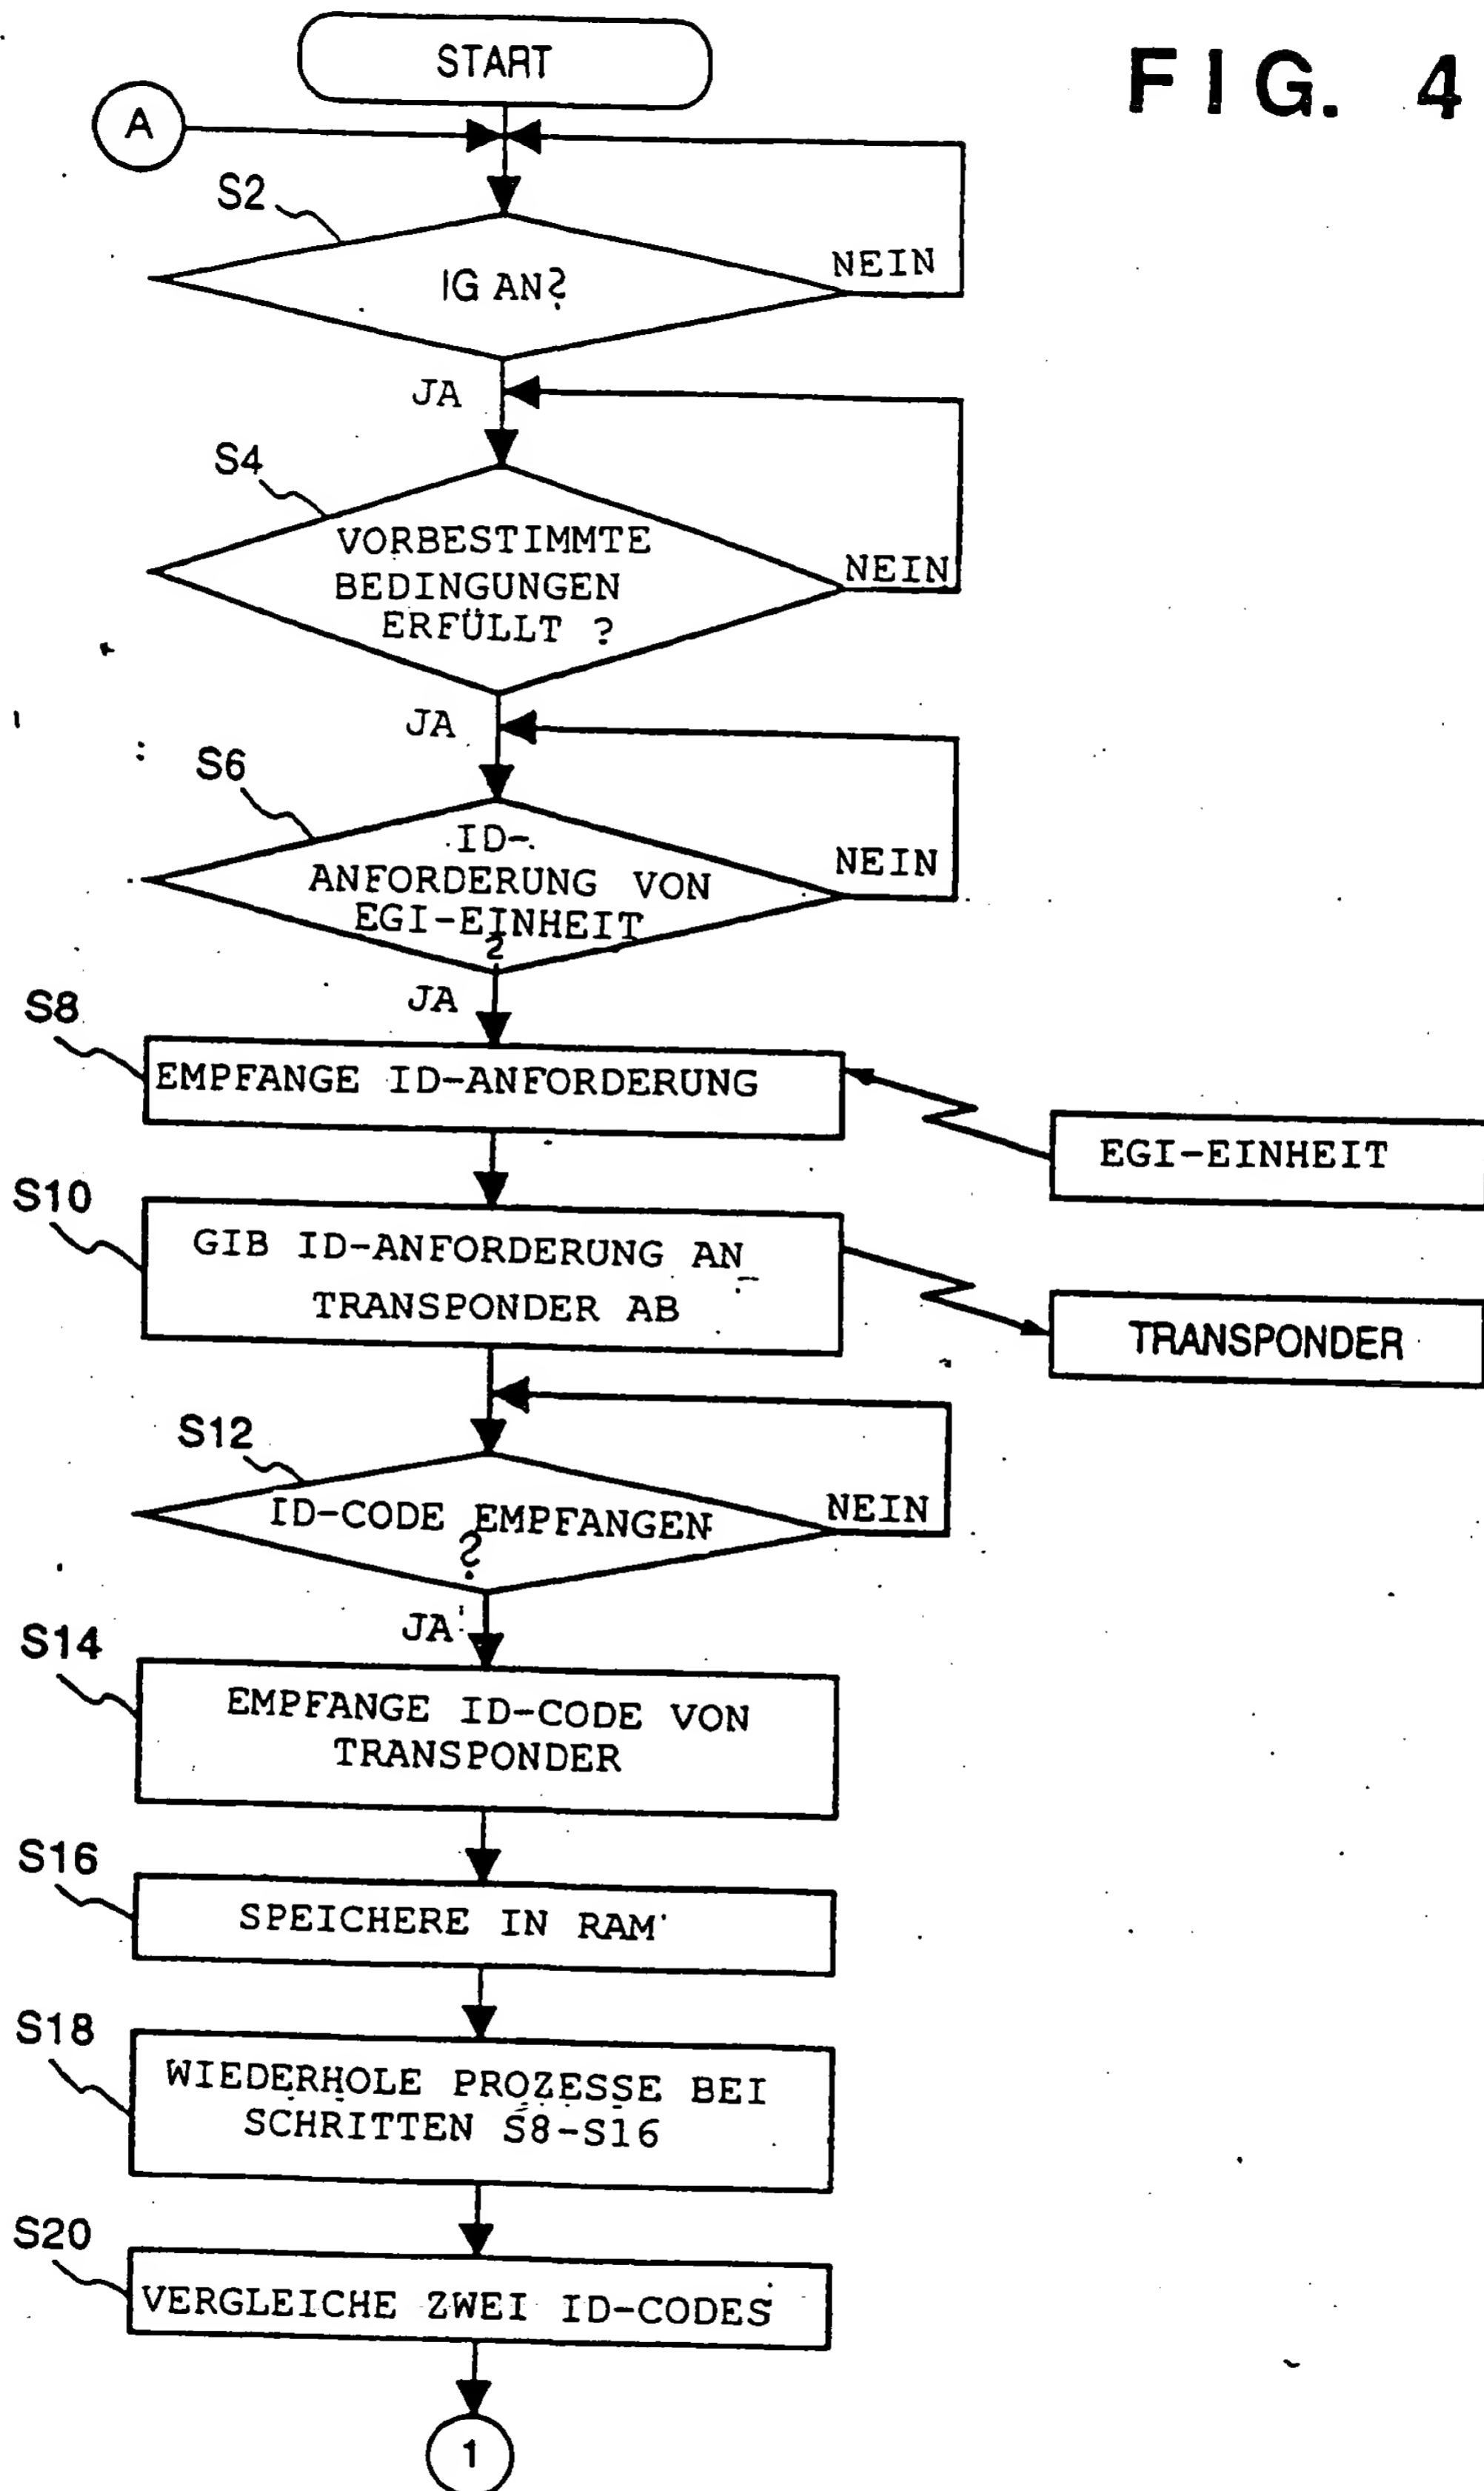 START
FIG. 4
A
S2
IG AN?
NEIN
JA
S4
VORBESTIMMTE
BEDINGUNGEN
ERFÜLLT ?
NEIN
JA
S6
ID-
ANFORDERUNG VON
EGI-EINHEIT
?
NEIN
JA
S8
EMPFANGE ID-ANFORDERUNG
EGI-EINHEIT
S10
GIB ID-ANFORDERUNG AN
TRANSPONDER AB
TRANSPONDER
S12
ID-CODE EMPFANGEN
?
NEIN
JA
S14
EMPFANGE ID-CODE VON
TRANSPONDER
S16
SPEICHERE IN RAM
S18
WIEDERHOLE PROZESSE BEI
SCHRITTEN S8-S16
S20
VERGLEICHE ZWEI ID-CODES
1